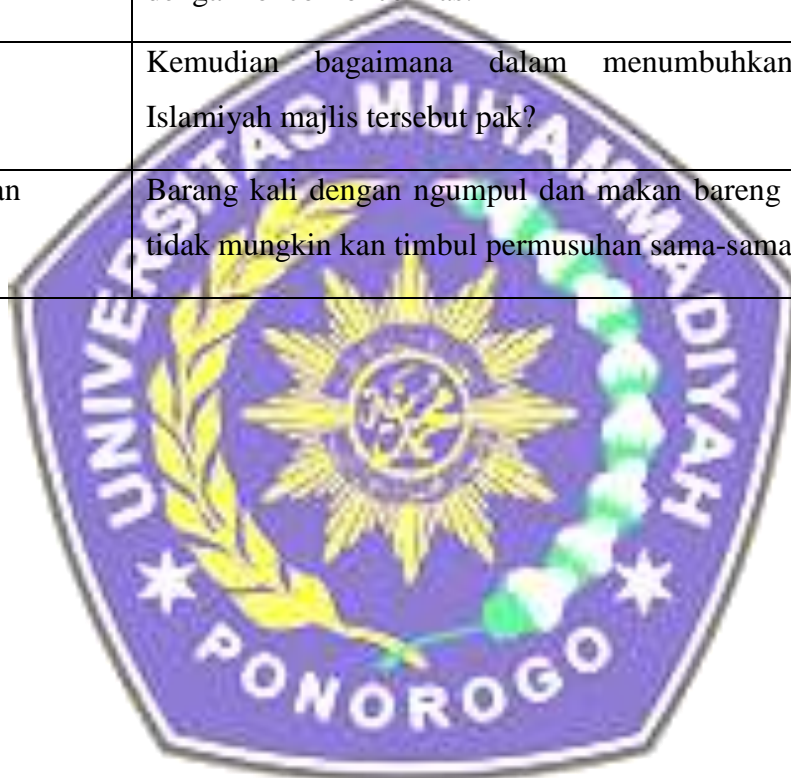 Kemudian bagaimana dalam menumbuhkan
Islamiyah majlis tersebut pak?
an
Barang kali dengan ngumpul dan makan bareng
tidak mungkin kan timbul permusuhan sama-sama
UNIVERSITAS MUHAMMADIYAH
PONOROGO